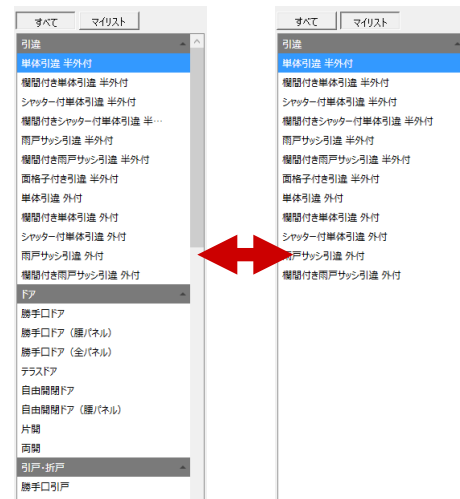 すべて マイリスト
引違
単体引違 半外付
欄間付き単体引違 半外付
シャッター付単体引違 半外付
欄間付きシャッター付単体引違 半…
雨戸サッシ引違 半外付
欄間付き雨戸サッシ引違 半外付
面格子付き引違 半外付
単体引違 外付
欄間付き単体引違 外付
シャッター付単体引違 外付
雨戸サッシ引違 外付
欄間付き雨戸サッシ引違 外付
ドア
勝手口ドア
勝手口ドア（腰パネル）
勝手口ドア（全パネル）
テラスドア
自由開閉ドア
自由開閉ドア（腰パネル）
片開
両開
引戸・折戸
勝手口引戸
すべて マイリスト
引違
単体引違 半外付
欄間付き単体引違 半外付
シャッター付単体引違 半外付
欄間付きシャッター付単体引違 半外付
雨戸サッシ引違 半外付
欄間付き雨戸サッシ引違 半外付
面格子付き引違 半外付
単体引違 外付
欄間付き単体引違 外付
シャッター付単体引違 外付
雨戸サッシ引違 外付
欄間付き雨戸サッシ引違 外付